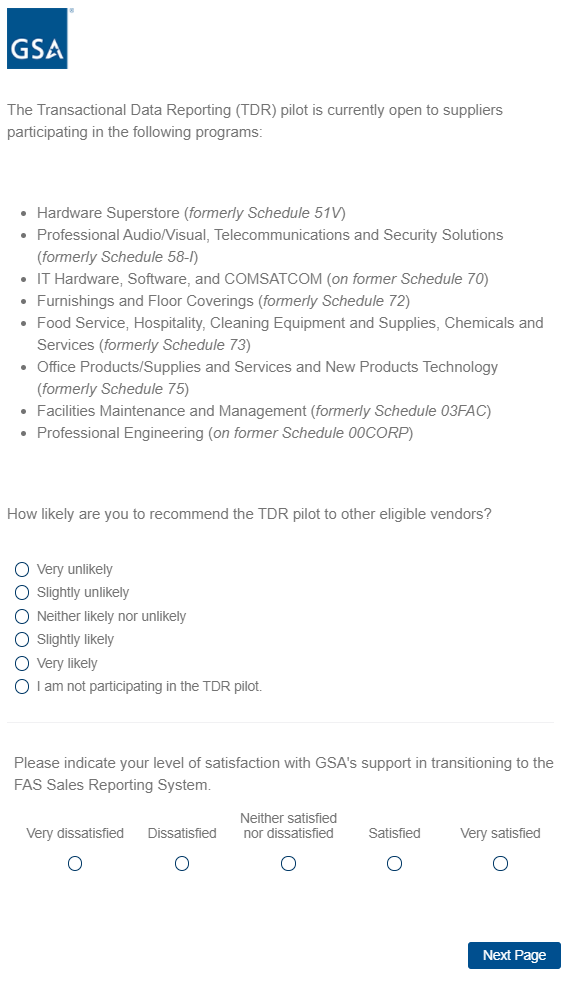 GSA
The Transactional Data Reporting (TDR) pilot is currently open to suppliers
participating in the following programs:
Hardware Superstore (formerly Schedule 51V)
Professional Audio/Visual, Telecommunications and Security Solutions
(formerly Schedule 58-I)
IT Hardware, Software, and COMSATCOM (on former Schedule 70)
Furnishings and Floor Coverings (formerly Schedule 72)
Food Service, Hospitality, Cleaning Equipment and Supplies, Chemicals and
Services (formerly Schedule 73)
Office Products/Supplies and Services and New Products Technology
(formerly Schedule 75)
Facilities Maintenance and Management (formerly Schedule 03FAC)
Professional Engineering (on former Schedule 00CORP)
How likely are you to recommend the TDR pilot to other eligible vendors?
Very unlikely
Slightly unlikely
Neither likely nor unlikely
Slightly likely
Very likely
I am not participating in the TDR pilot.
Please indicate your level of satisfaction with GSA's support in transitioning to the
FAS Sales Reporting System.
Very dissatisfied
Dissatisfied
Neither satisfied
nor dissatisfied
Satisfied
Very satisfied
Next Page